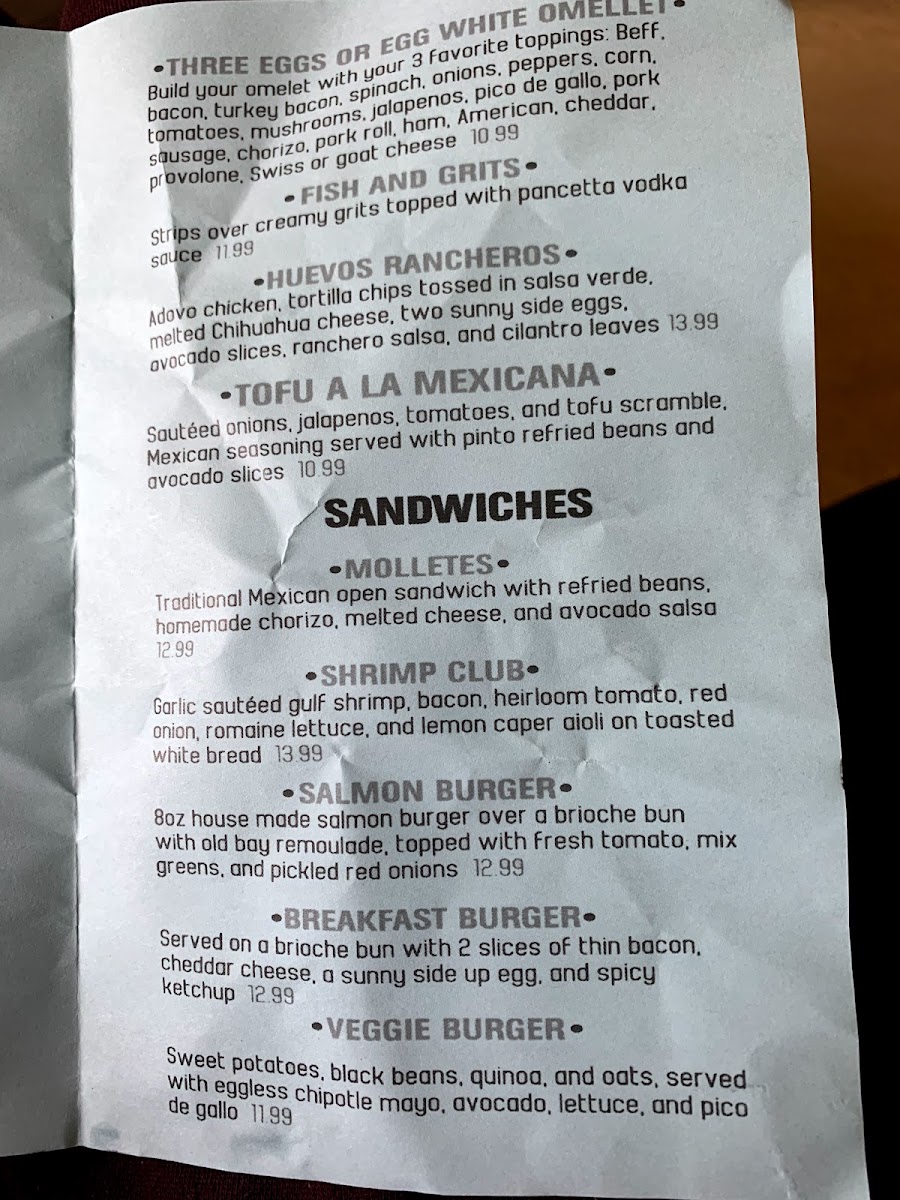 •THREE EGGS OR EGG WHITE OMELLET•
Build your omelet with your 3 favorite toppings: Beff,
bacon, turkey bacon, spinach, onions, peppers, corn,
tomatoes, mushrooms, jalapenos, pico de gallo, pork
sausage, chorizo, pork roll, ham, American, cheddar,
provolone, Swiss or goat cheese 10.99
•FISH AND GRITS•
Strips over creamy grits topped with pancetta vodka
sauce 11.99
•HUEVOS RANCHEROS•
Adovo chicken, tortilla chips tossed in salsa verde,
melted Chihuahua cheese, two sunny side eggs,
avocado slices, ranchero salsa, and cilantro leaves 13.99
•TOFU A LA MEXICANA•
Sautéed onions, jalapenos, tomatoes, and tofu scramble,
Mexican seasoning served with pinto refried beans and
avocado slices 10.99
SANDWICHES
•MOLLETES•
Traditional Mexican open sandwich with refried beans,
homemade chorizo, melted cheese, and avocado salsa
12.99
•SHRIMP CLUB•
Garlic sautéed gulf shrimp, bacon, heirloom tomato, red
onion, romaine lettuce, and lemon caper aioli on toasted
white bread 13.99
•SALMON BURGER•
8oz house made salmon burger over a brioche bun
with old bay remoulade, topped with fresh tomato, mix
greens, and pickled red onions 12.99
•BREAKFAST BURGER•
Served on a brioche bun with 2 slices of thin bacon,
cheddar cheese, a sunny side up egg, and spicy
ketchup 12.99
•VEGGIE BURGER•
Sweet potatoes, black beans, quinoa, and oats, served
with eggless chipotle mayo, avocado, lettuce, and pico
de gallo 11.99